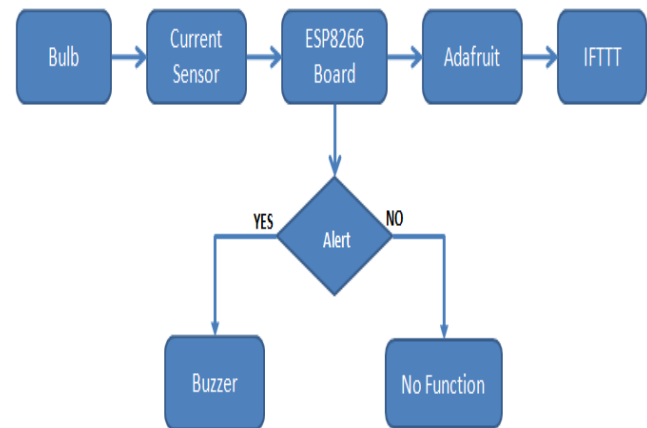 Bulb
Current
Sensor
ESP8266
Board
Adafruit
IFTTT
YES
NO
Alert
Buzzer
No Function